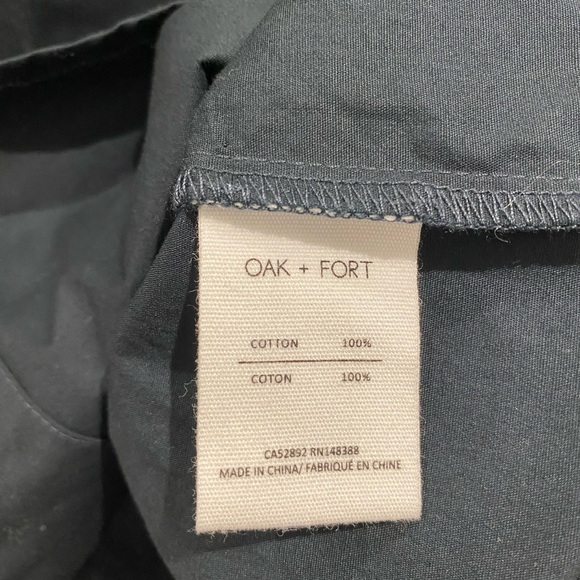 OAK + FORT
COTTON 100%
COTON 100%
CA52892 RN148388
MADE IN CHINA/ FABRIQUÉ EN CHINE